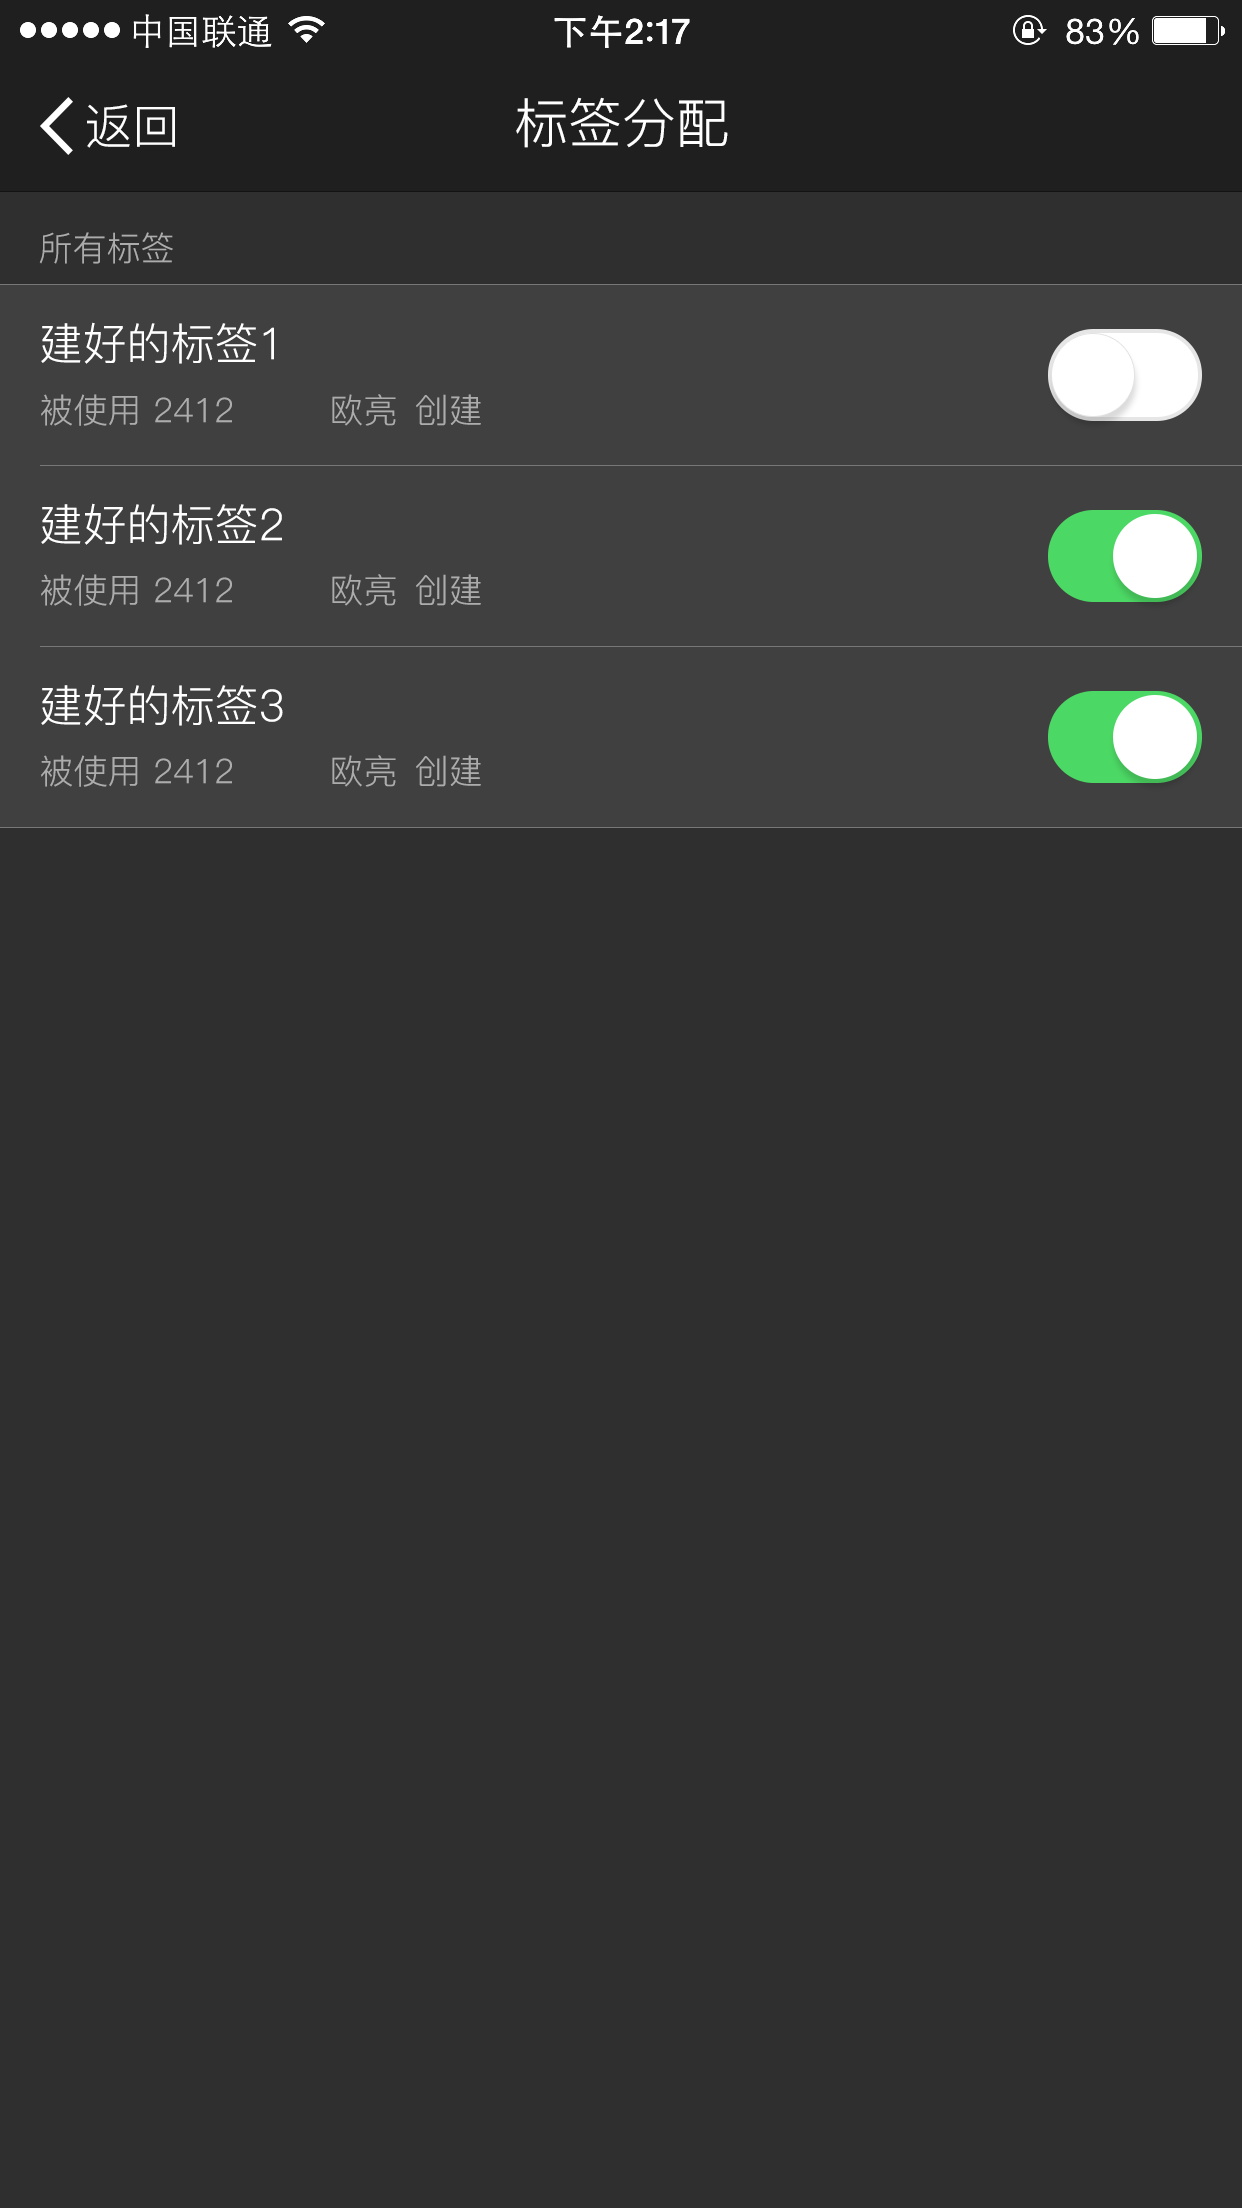 中国联通 下午2:17 83%
返回 标签分配
所有标签
建好的标签1
被使用 2412 欧亮 创建
建好的标签2
被使用 2412 欧亮 创建
建好的标签3
被使用 2412 欧亮 创建